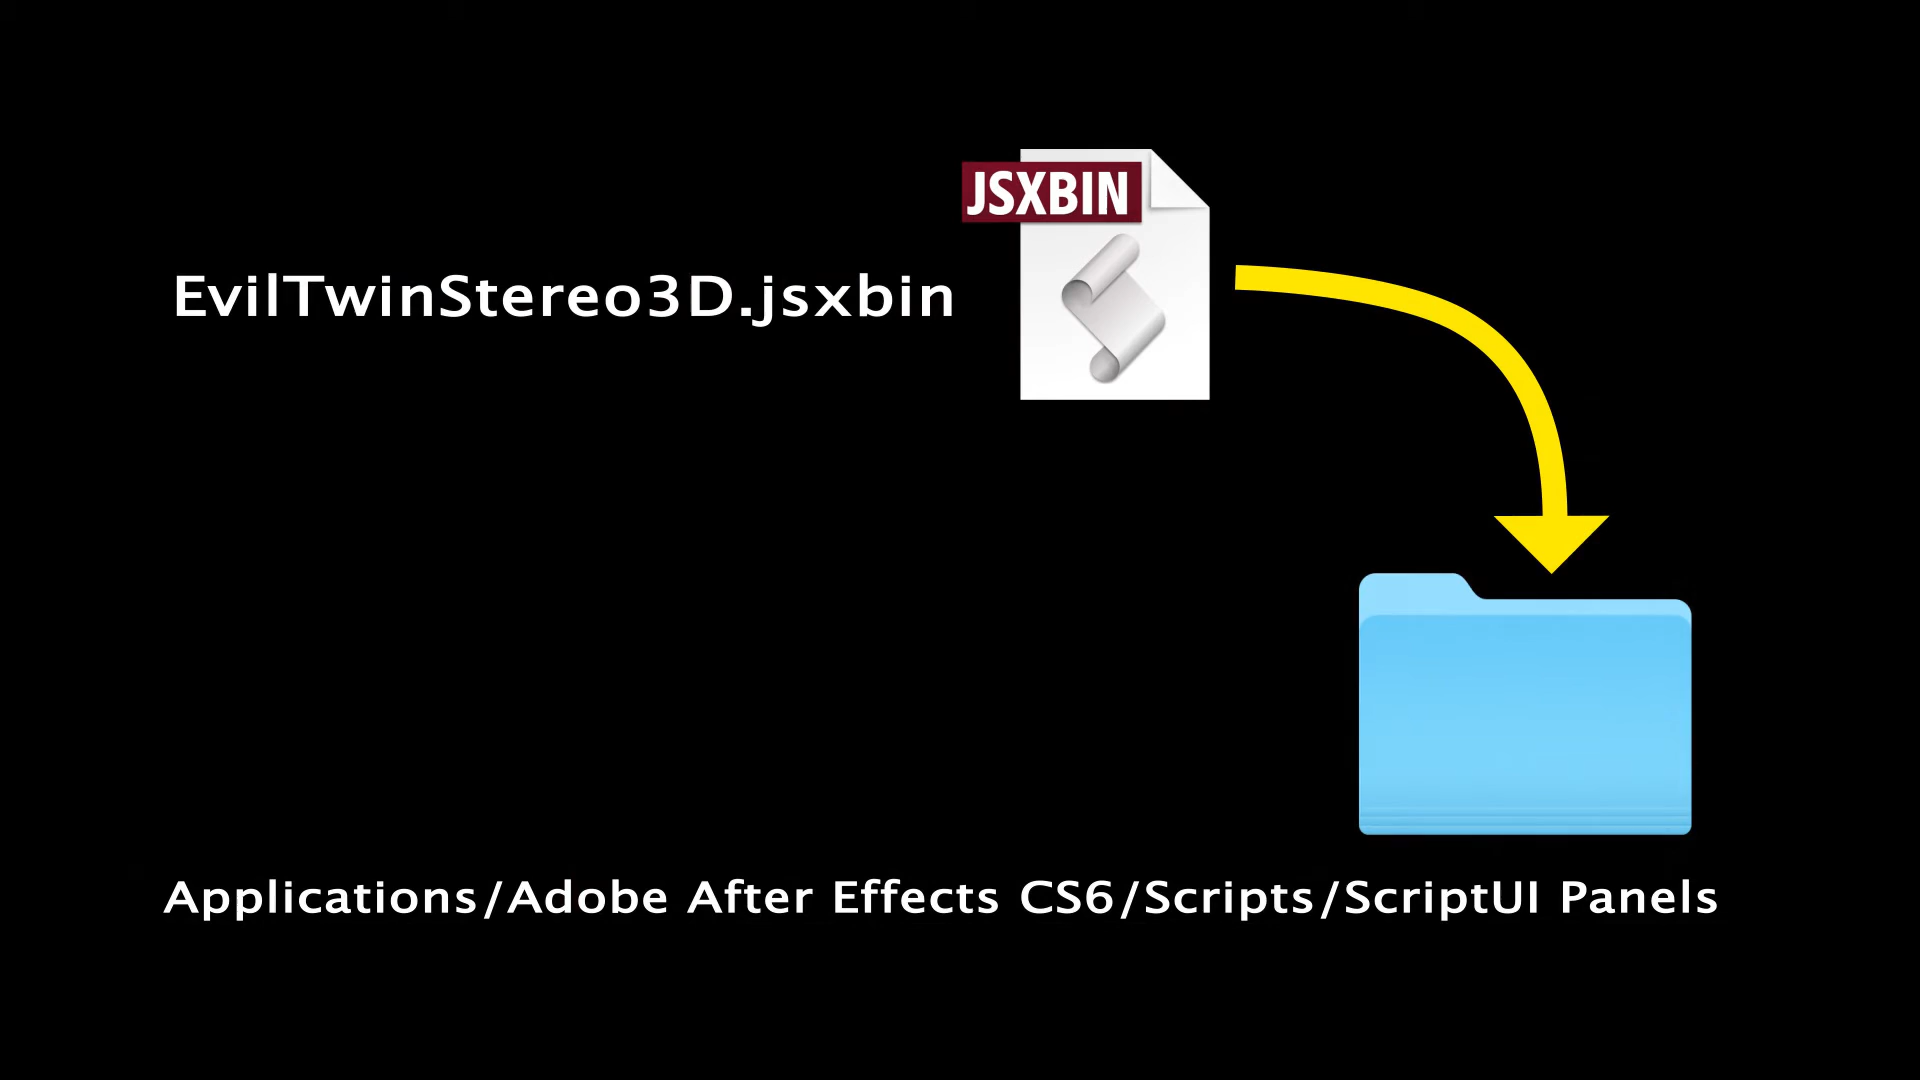 JSXBIN
EvilTwinStereo3D.jsxbin
Applications/Adobe After Effects CS6/Scripts/ScriptUI Panels